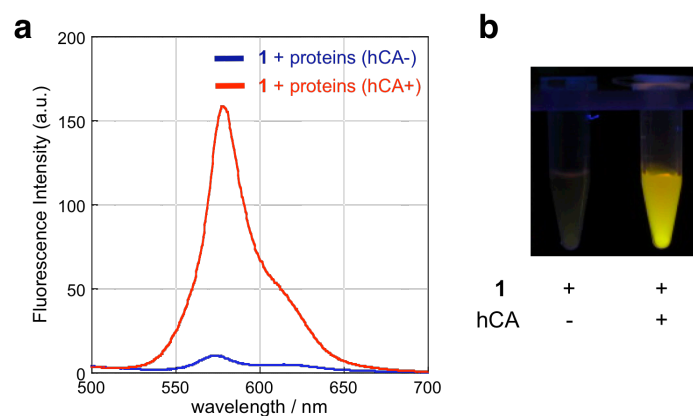 a
b
200
150
100
50
0
500
550
600
650
700
Fluorescence Intensity (a.u.)
wavelength / nm
1 + proteins (hCA-)
1 + proteins (hCA+)
1 + +
hCA - +